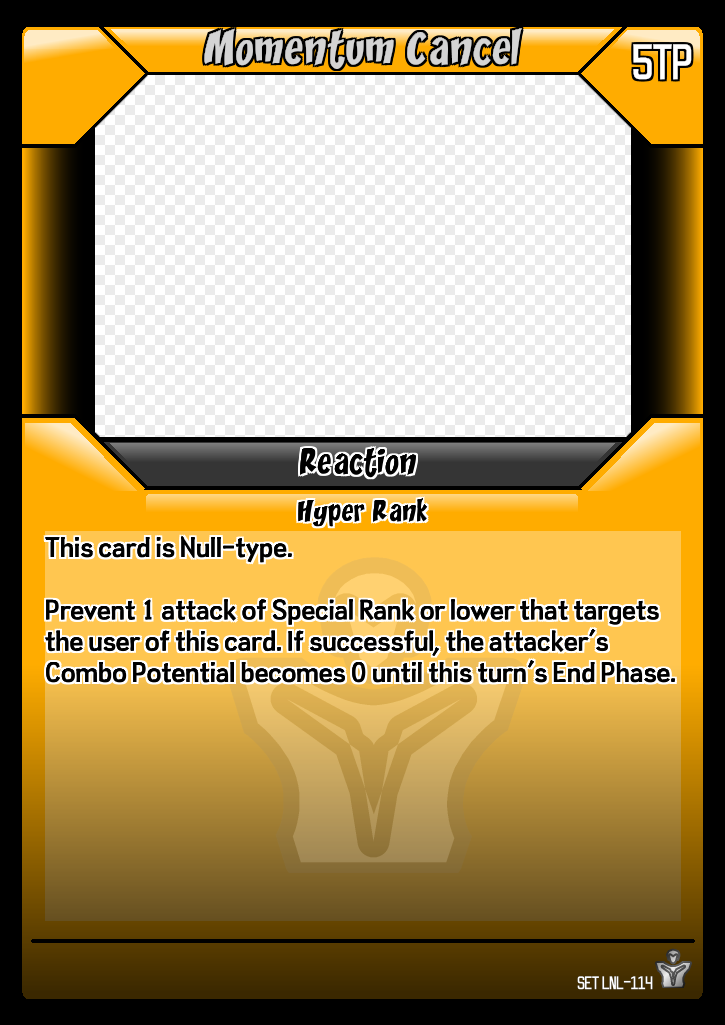 Momentum Cancel
5TP
Reaction
Hyper Rank
This card is Null-type.
Prevent 1 attack of Special Rank or lower that targets
the user of this card. If successful, the attacker's
Combo Potential becomes 0 until this turn's End Phase.
SET LNL-114